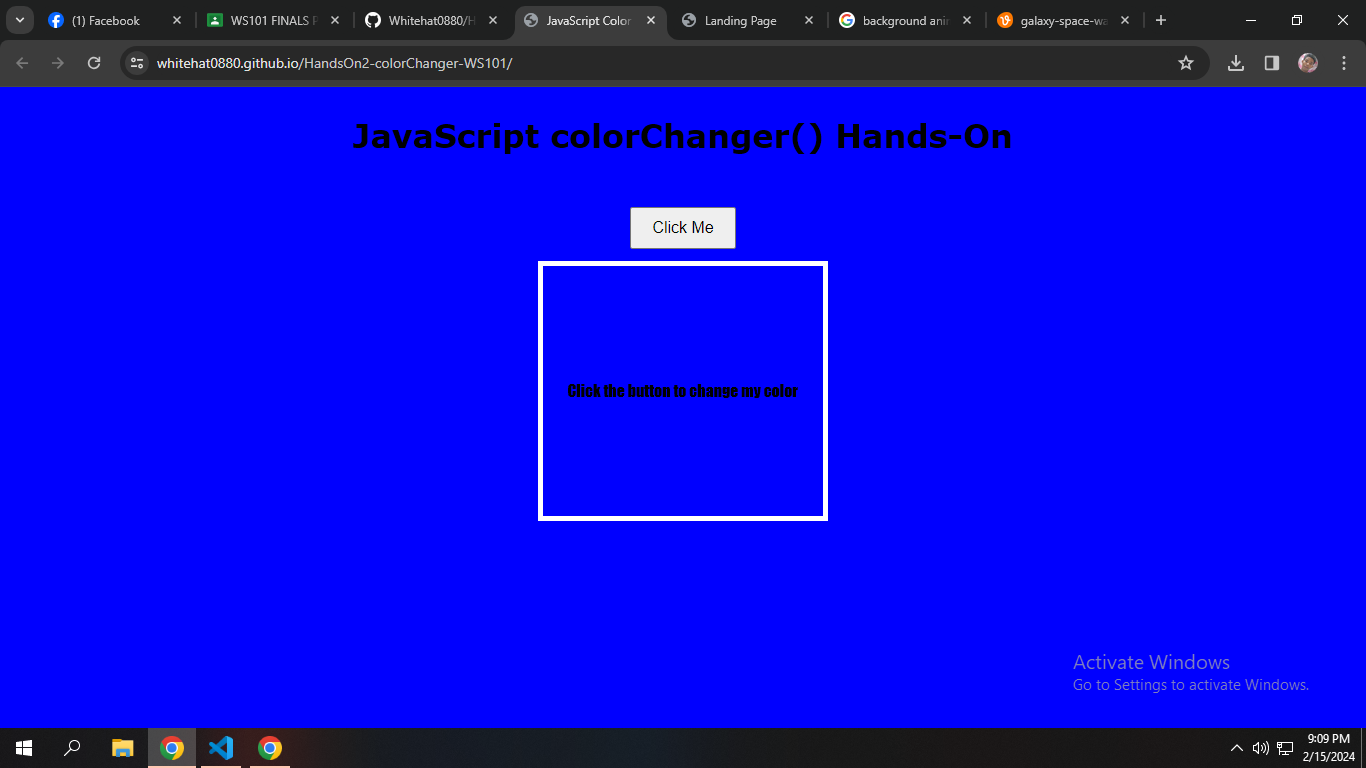 (1) Facebook
WS101 FINALS
Whitehat0880/H
JavaScript Color
Landing Page
background ani
galaxy-space-wa
whitehat0880.github.io/HandsOn2-colorChanger-WS101/
JavaScript colorChanger() Hands-On
Click Me
Click the button to change my color
Activate Windows
Go to Settings to activate Windows.
9:09 PM
2/15/2024